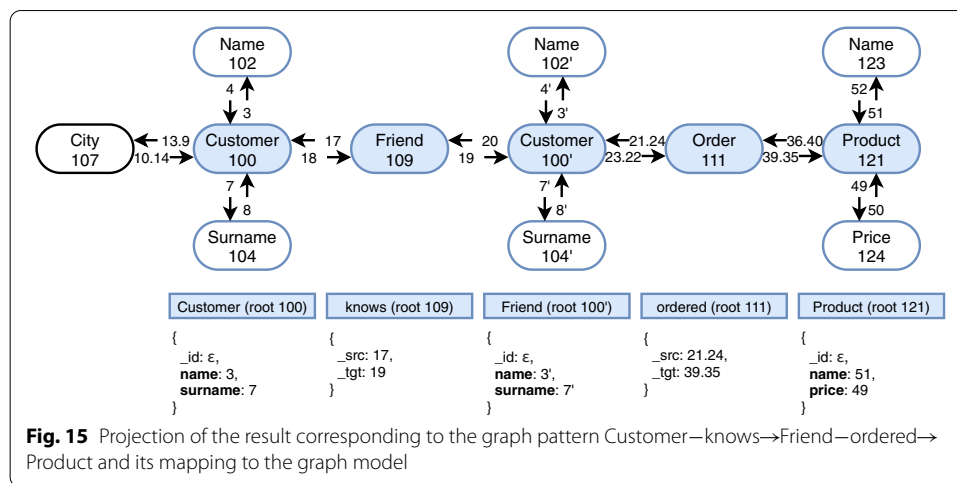 Name Name Name
102 102' 123
4 4' 52
3 3' 51
City 13.9 Customer 17 Friend 20 Customer 21.24 Order 36.40 Product
107 10.14 100 18 109 19 100' 23.22 111 39.35 121
7 7' 49
8 8' 50
Surname Surname Price
104 104' 124
Customer (root 100) knows (root 109) Friend (root 100') ordered (root 111) Product (root 121)
{ { { { {
_id: ε, _src: 17, _id: ε, _src: 21.24, _id: ε,
name: 3, _tgt: 19 name: 3', _tgt: 39.35 name: 51,
surname: 7 } surname: 7' } price: 49
} } }
Fig. 15 Projection of the result corresponding to the graph pattern Customer–knows→Friend–ordered→
Product and its mapping to the graph model